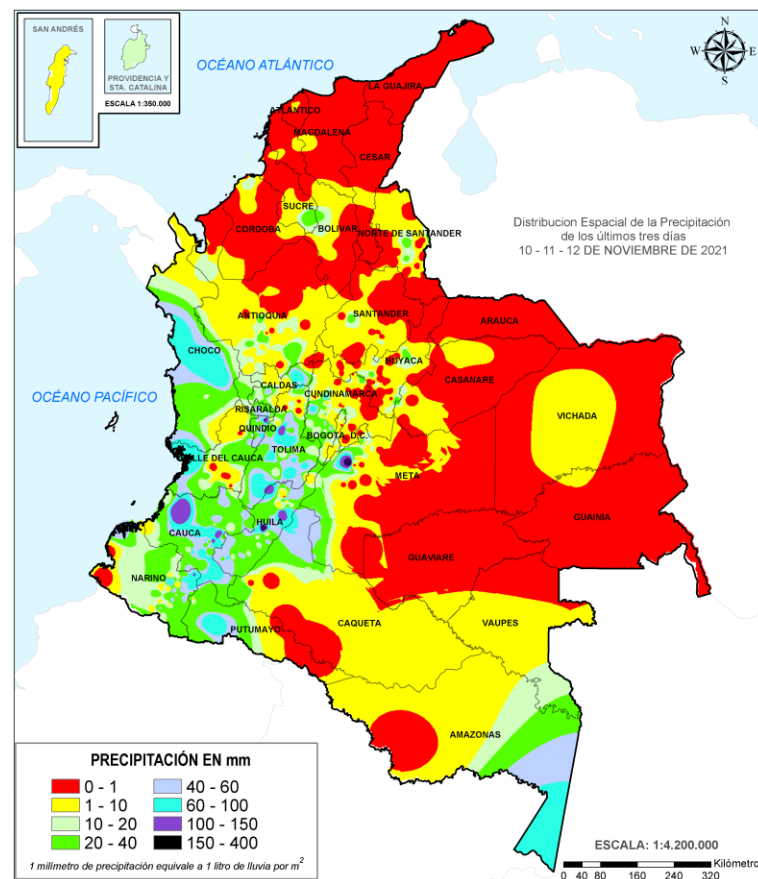 SAN ANDRÉS
PROVIDENCIA Y
STA. CATALINA
ESCALA 1:350.000
OCÉANO ATLÁNTICO
N
W
E
S
LA GUAJIRA
ATLANTICO
MAGDALENA
CESAR
SUCRE
CORDOBA
BOLIVAR
NORTE DE SANTANDER
Distribucion Espacial de la Precipitación
de los últimos tres días
10 - 11 - 12 DE NOVIEMBRE DE 2021
ANTIOQUIA
SANTANDER
ARAUCA
CHOCO
BOYACA
CASANARE
CALDAS
CUNDINAMARCA
OCÉANO PACÍFICO
RISARALDA
VICHADA
QUINDIO
BOGOTA, D.C.
TOLIMA
VALLE DEL CAUCA
META
GUAINIA
HUILA
CAUCA
GUAVIARE
NARINO
CAQUETA
VAUPES
PUTUMAYO
AMAZONAS
PRECIPITACIÓN EN mm
0 - 1
40 - 60
1 - 10
60 - 100
10 - 20
100 - 150
20 - 40
150 - 400
1 milímetro de precipitación equivale a 1 litro de lluvia por m²
ESCALA: 1:4.200.000
Kilómetro
0 40 80 160 240 320